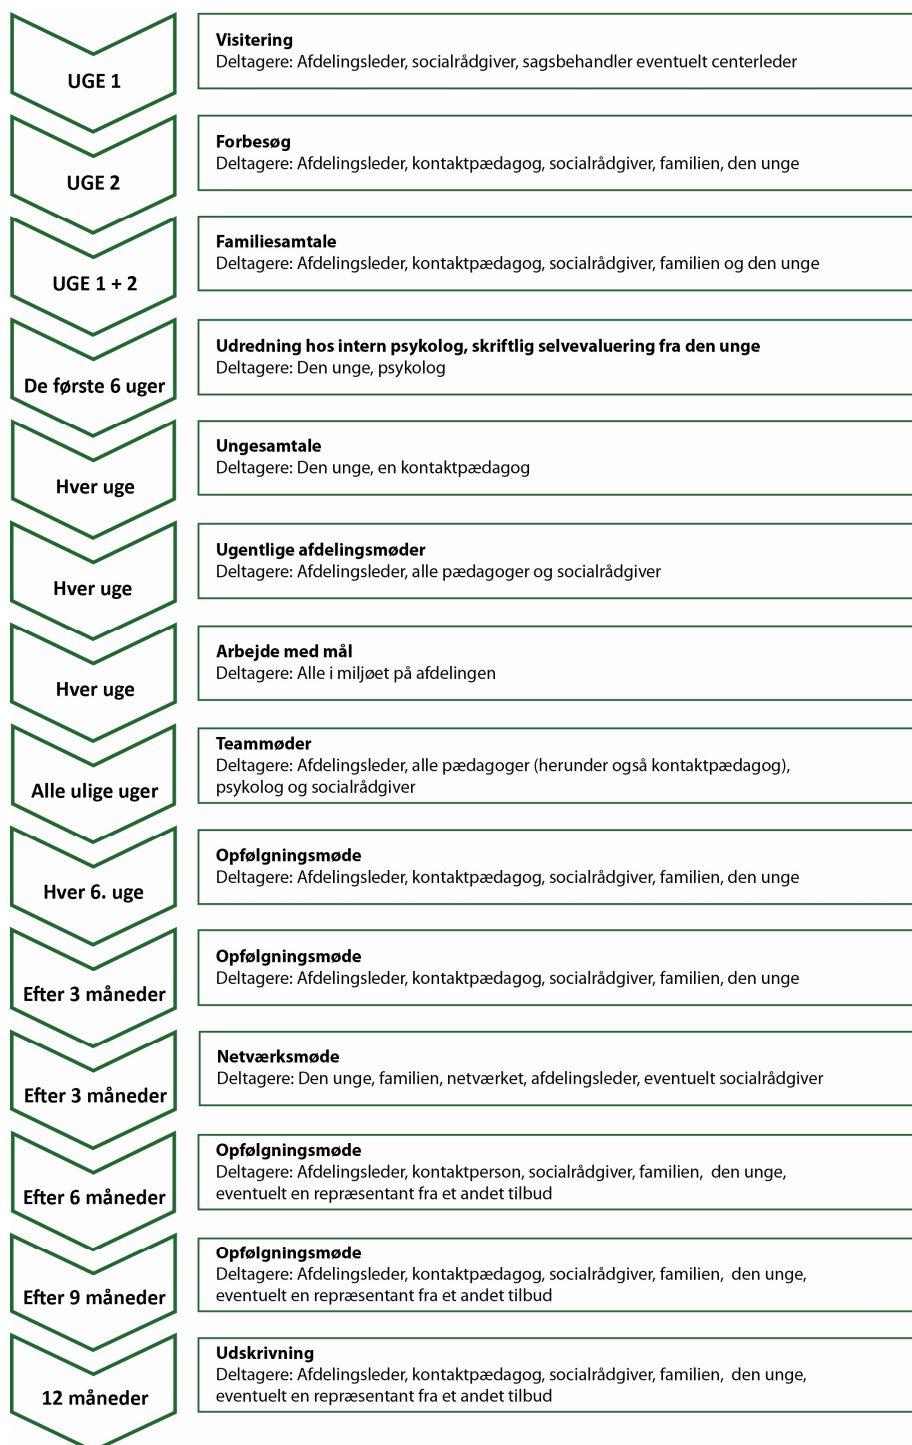 UGE 1
Visitering
Deltagere: Afdelingsleder, socialrådgiver, sagsbehandler eventuelt centerleder
UGE 2
Forbesøg
Deltagere: Afdelingsleder, kontaktpædagog, socialrådgiver, familien, den unge
UGE 1 + 2
Familiesamtale
Deltagere: Afdelingsleder, kontaktpædagog, socialrådgiver, familien og den unge
De første 6 uger
Udredning hos intern psykolog, skriftlig selvevaluering fra den unge
Deltagere: Den unge, psykolog
Hver uge
Ungesamtale
Deltagere: Den unge, en kontaktpædagog
Hver uge
Ugentlige afdelingsmøder
Deltagere: Afdelingsleder, alle pædagoger og socialrådgiver
Hver uge
Arbejde med mål
Deltagere: Alle i miljøet på afdelingen
Alle ulige uger
Teammøder
Deltagere: Afdelingsleder, alle pædagoger (herunder også kontaktpædagog),
psykolog og socialrådgiver
Hver 6. uge
Opfølgningsmøde
Deltagere: Afdelingsleder, kontaktpædagog, socialrådgiver, familien, den unge
Efter 3 måneder
Opfølgningsmøde
Deltagere: Afdelingsleder, kontaktpædagog, socialrådgiver, familien, den unge
Efter 3 måneder
Netværksmøde
Deltagere: Den unge, familien, netværket, afdelingsleder, eventuelt socialrådgiver
Efter 6 måneder
Opfølgningsmøde
Deltagere: Afdelingsleder, kontaktperson, socialrådgiver, familien,  den unge,
eventuelt en repræsentant fra et andet tilbud
Efter 9 måneder
Opfølgningsmøde
Deltagere: Afdelingsleder, kontaktpædagog, socialrådgiver, familien,  den unge,
eventuelt en repræsentant fra et andet tilbud
12 måneder
Udskrivning
Deltagere: Afdelingsleder, kontaktpædagog, socialrådgiver, familien,  den unge,
eventuelt en repræsentant fra et andet tilbud